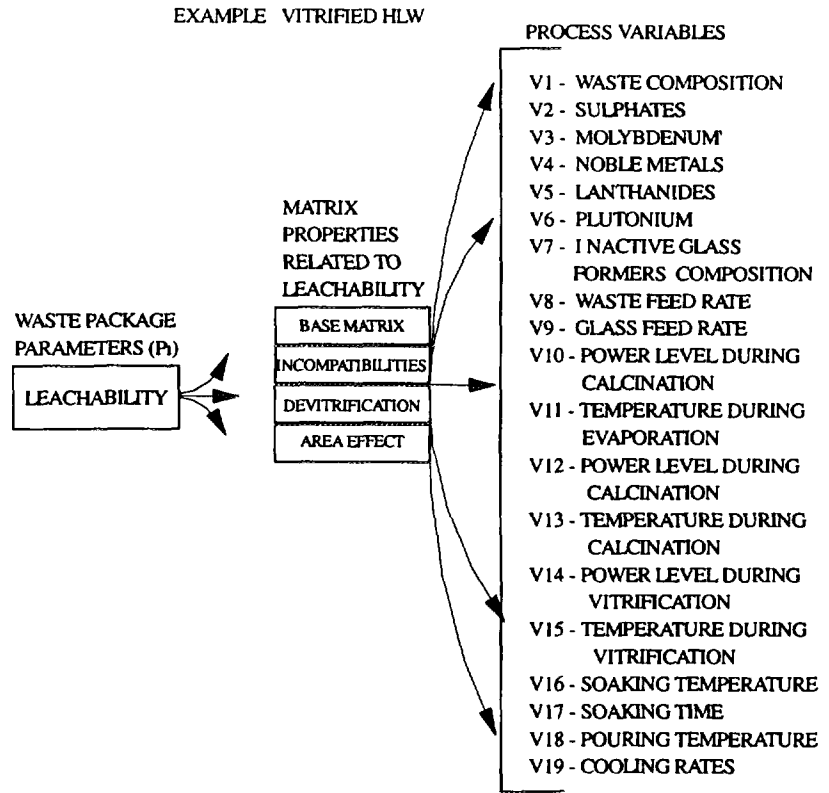 EXAMPLE VITRIFIED HLW
PROCESS VARIABLES
V1 - WASTE COMPOSITION
V2 - SULPHATES
V3 - MOLYBDENUM'
V4 - NOBLE METALS
V5 - LANTHANIDES
V6 - PLUTONIUM
V7 - I NACTIVE GLASS
FORMERS COMPOSITION
V8 - WASTE FEED RATE
V9 - GLASS FEED RATE
V10 - POWER LEVEL DURING
CALCINATION
V11 - TEMPERATURE DURING
EVAPORATION
V12 - POWER LEVEL DURING
CALCINATION
V13 - TEMPERATURE DURING
CALCINATION
V14 - POWER LEVEL DURING
VITRIFICATION
V15 - TEMPERATURE DURING
VITRIFICATION
V16 - SOAKING TEMPERATURE
V17 - SOAKING TIME
V18 - POURING TEMPERATURE
V19 - COOLING RATES
MATRIX
PROPERTIES
RELATED TO
LEACHABILITY
BASE MATRIX
INCOMPATIBILITIES
DEVITRIFICATION
AREA EFFECT
WASTE PACKAGE
PARAMETERS (Pi)
LEACHABILITY